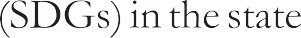 (SDGs) in the state